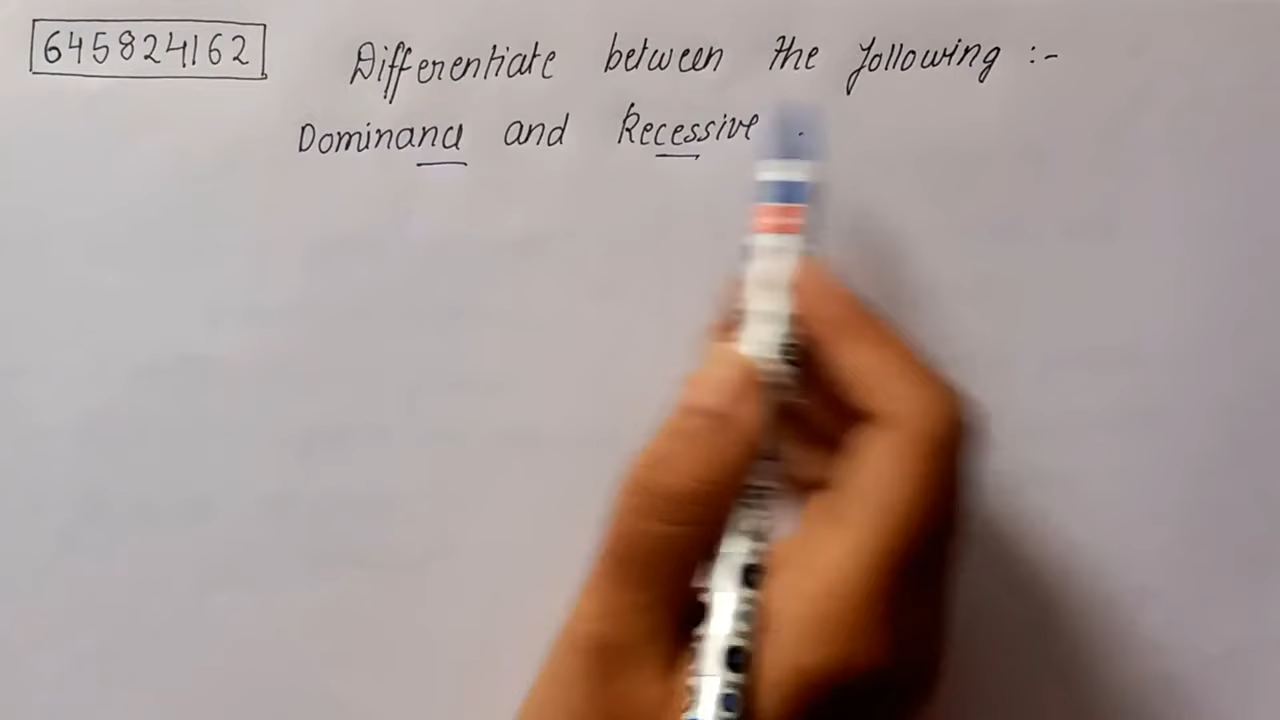 645824162
Differentiate between the following :-
Dominance and Recessive .